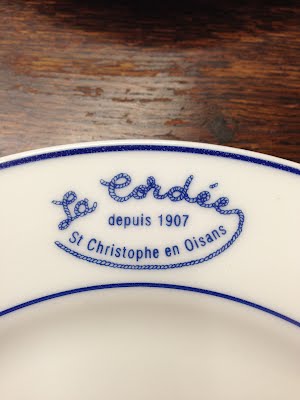 La Cordée
depuis 1907
St Christophe en Oisans